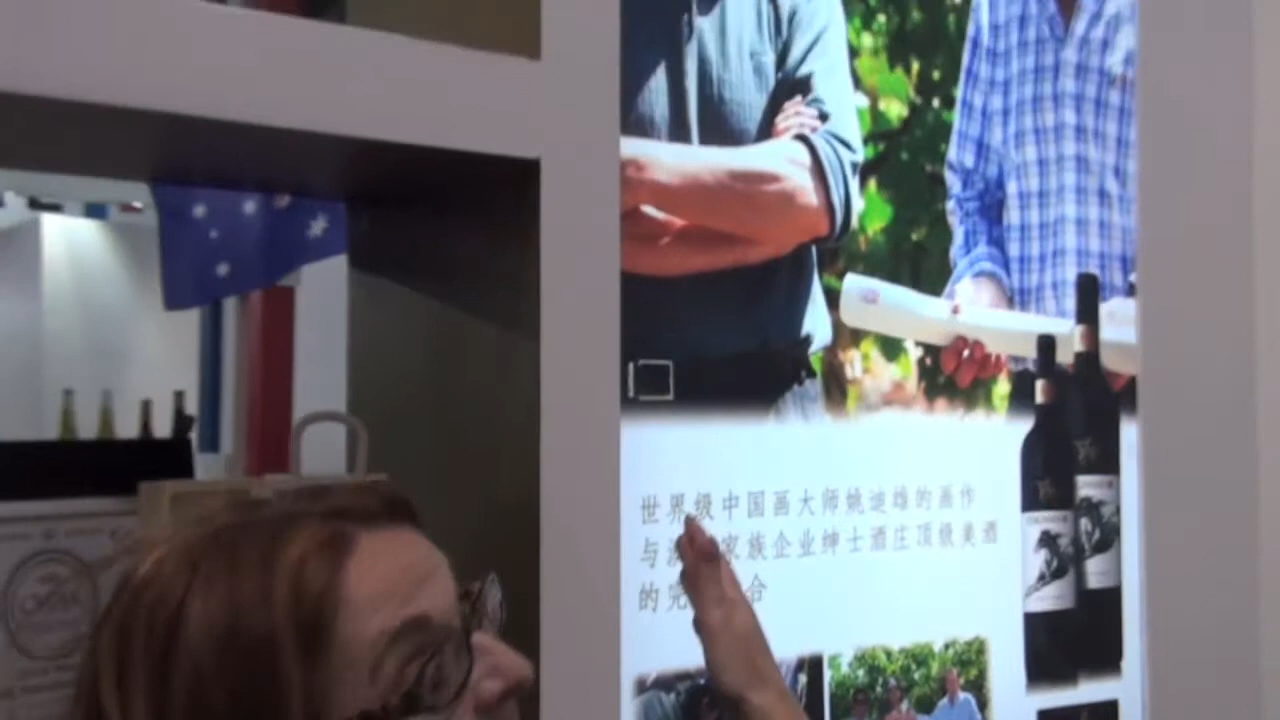 世界级中国画大师姚迪雄的画作
与澳 家族企业绅士酒庄顶级美酒
的完 合